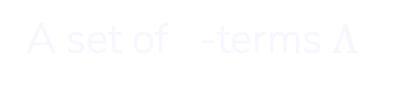 A set of -terms Λ